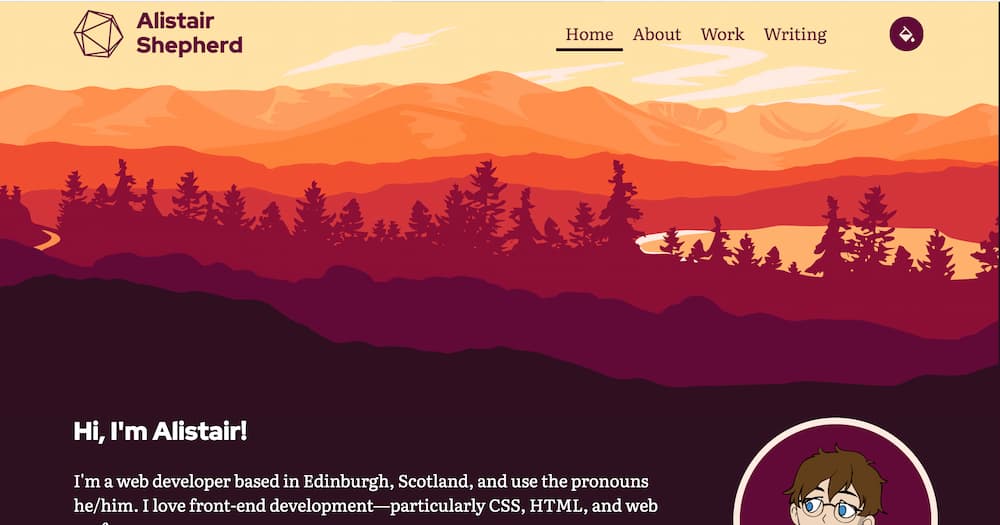 Alistair
Shepherd
Home About Work Writing
Hi, I'm Alistair!
I'm a web developer based in Edinburgh, Scotland, and use the pronouns
he/him. I love front-end development—particularly CSS, HTML, and web